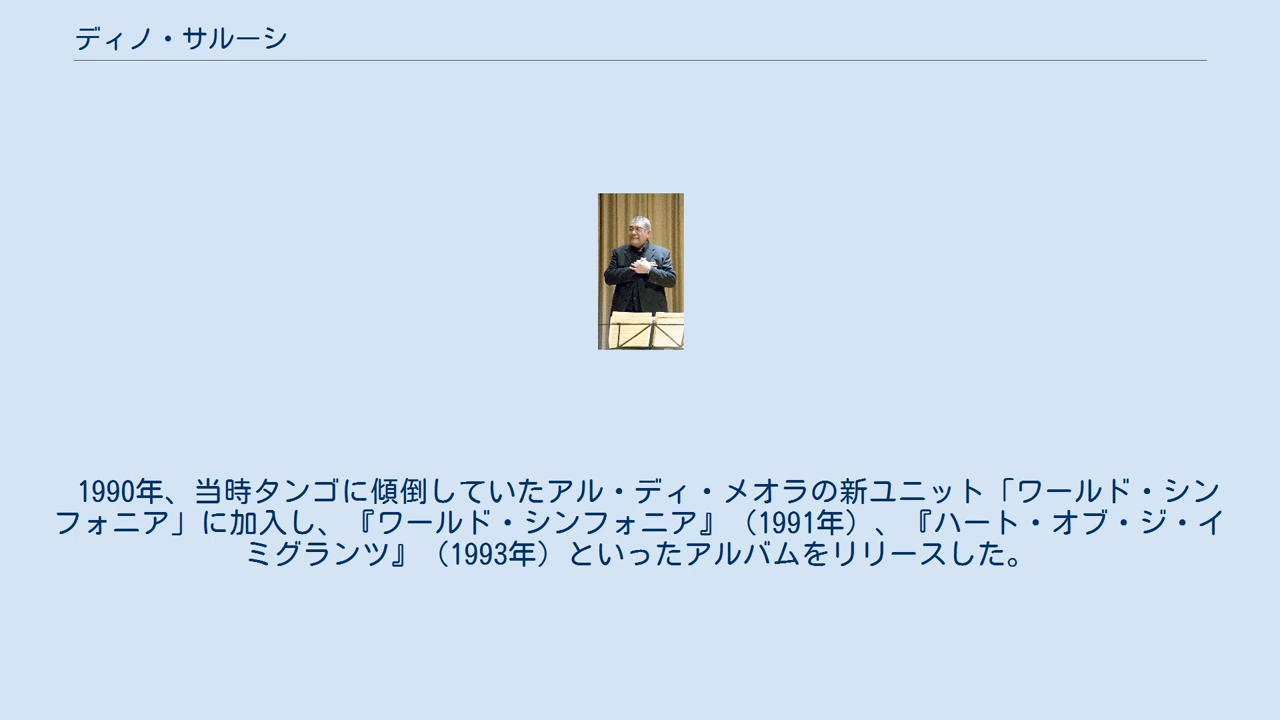 ディノ・サルーシ
1990年、当時タンゴに傾倒していたアル・ディ・メオラの新ユニット「ワールド・シン
フォニア」に加入し、『ワールド・シンフォニア』（1991年）、『ハート・オブ・ジ・イ
ミグランツ』（1993年）といったアルバムをリリースした。